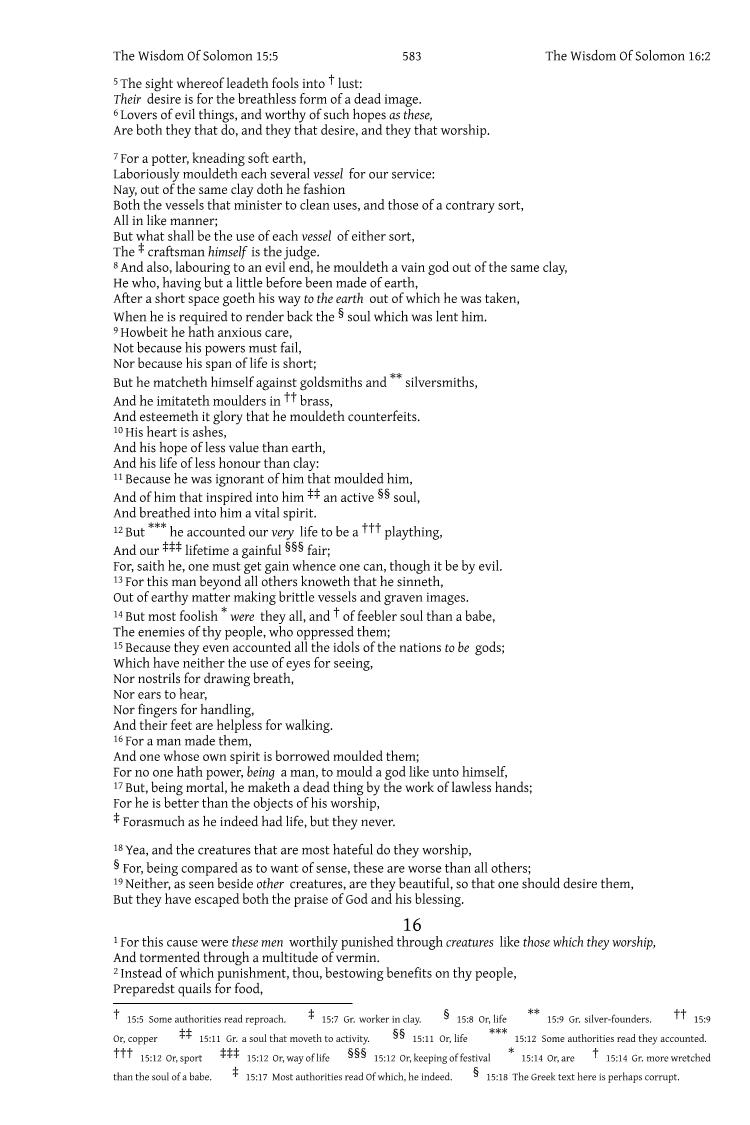 The Wisdom Of Solomon 15:5 583 The Wisdom Of Solomon 16:2
5 The sight whereof leadeth fools into † lust:
Their desire is for the breathless form of a dead image.
6 Lovers of evil things, and worthy of such hopes as these,
Are both they that do, and they that desire, and they that worship.
7 For a potter, kneading soft earth,
Laboriously mouldeth each several vessel for our service:
Nay, out of the same clay doth he fashion
Both the vessels that minister to clean uses, and those of a contrary sort,
All in like manner;
But what shall be the use of each vessel of either sort,
The ‡ craftsman himself is the judge.
8 And also, labouring to an evil end, he mouldeth a vain god out of the same clay,
He who, having but a little before been made of earth,
After a short space goeth his way to the earth out of which he was taken,
When he is required to render back the § soul which was lent him.
9 Howbeit he hath anxious care,
Not because his powers must fail,
Nor because his span of life is short;
But he matcheth himself against goldsmiths and ** silversmiths,
And he imitateth moulders in †† brass,
And esteemeth it glory that he mouldeth counterfeits.
10 His heart is ashes,
And his hope of less value than earth,
And his life of less honour than clay:
11 Because he was ignorant of him that moulded him,
And of him that inspired into him ‡‡ an active §§ soul,
And breathed into him a vital spirit.
12 But *** he accounted our very life to be a ††† plaything,
And our ‡‡‡ lifetime a gainful §§§ fair;
For, saith he, one must get gain whence one can, though it be by evil.
13 For this man beyond all others knoweth that he sinneth,
Out of earthy matter making brittle vessels and graven images.
14 But most foolish * were they all, and † of feebler soul than a babe,
The enemies of thy people, who oppressed them;
15 Because they even accounted all the idols of the nations to be gods;
Which have neither the use of eyes for seeing,
Nor nostrils for drawing breath,
Nor ears to hear,
Nor fingers for handling,
And their feet are helpless for walking.
16 For a man made them,
And one whose own spirit is borrowed moulded them;
For no one hath power, being a man, to mould a god like unto himself,
17 But, being mortal, he maketh a dead thing by the work of lawless hands;
For he is better than the objects of his worship,
‡ Forasmuch as he indeed had life, but they never.
18 Yea, and the creatures that are most hateful do they worship,
§ For, being compared as to want of sense, these are worse than all others;
19 Neither, as seen beside other creatures, are they beautiful, so that one should desire them,
But they have escaped both the praise of God and his blessing.
16
1 For this cause were these men worthily punished through creatures like those which they worship,
And tormented through a multitude of vermin.
2 Instead of which punishment, thou, bestowing benefits on thy people,
Preparedst quails for food,
† 15:5 Some authorities read reproach. ‡ 15:7 Gr. worker in clay. § 15:8 Or, life ** 15:9 Gr. silver-founders. †† 15:9
Or, copper ‡‡ 15:11 Gr. a soul that moveth to activity. §§ 15:11 Or, life *** 15:12 Some authorities read they accounted.
††† 15:12 Or, sport ‡‡‡ 15:12 Or, way of life §§§ 15:12 Or, keeping of festival * 15:14 Or, are † 15:14 Gr. more wretched
than the soul of a babe. ‡ 15:17 Most authorities read Of which, he indeed. § 15:18 The Greek text here is perhaps corrupt.